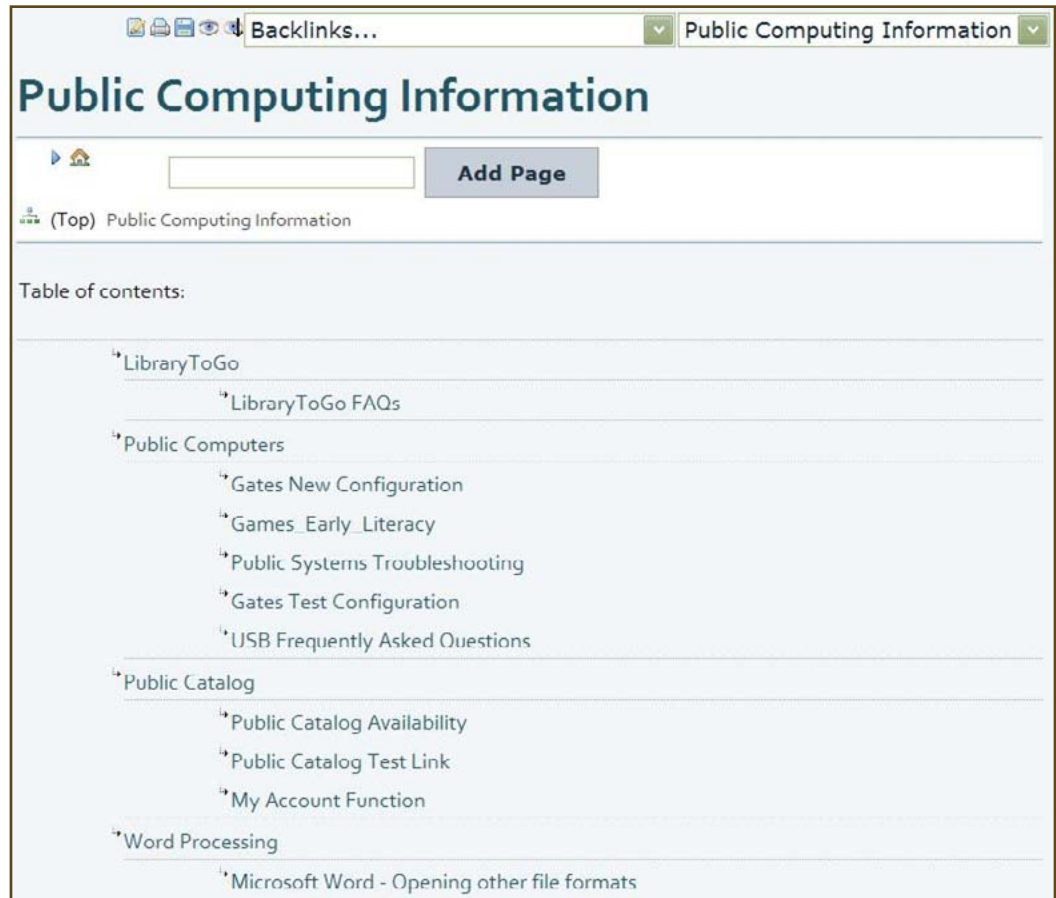 Backlinks... Public Computing Information
Public Computing Information
Add Page
(Top) Public Computing Information
Table of contents:
LibraryToGo
LibraryToGo FAQs
Public Computers
Gates New Configuration
Games_Early_Literacy
Public Systems Troubleshooting
Gates Test Configuration
USB Frequently Asked Questions
Public Catalog
Public Catalog Availability
Public Catalog Test Link
My Account Function
Word Processing
Microsoft Word - Opening other file formats